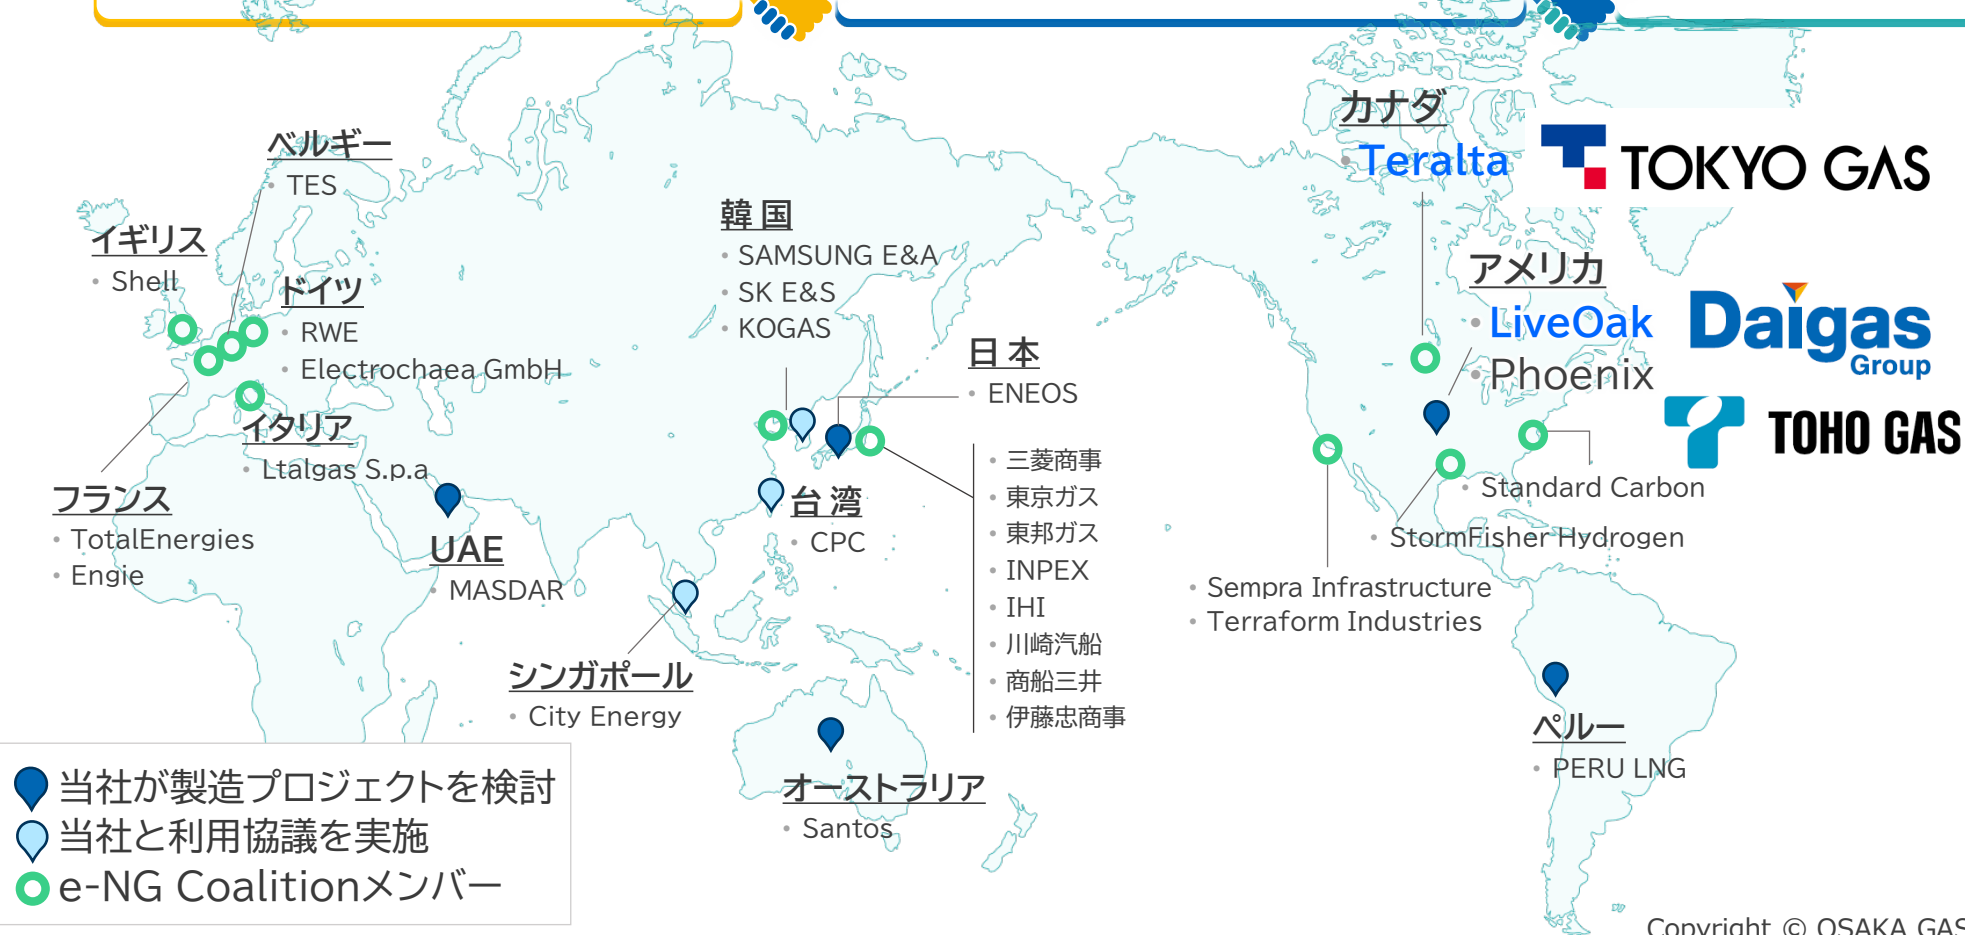 カナダ
• Teralta
TOKYO GAS
ベルギー
• TES
韓国
• SAMSUNG E&A
• SK E&S
• KOGAS
イギリス
• Shell
アメリカ
• LiveOak
• Phoenix
Daigas
Group
TOHO GAS
ドイツ
• RWE
• Electrochaea GmbH
日本
• ENEOS
• 三菱商事
• 東京ガス
• 東邦ガス
• INPEX
• IHI
• 川崎汽船
• 商船三井
• 伊藤忠商事
イタリア
• Ltalgas S.p.a
フランス
• TotalEnergies
• Engie
UAE
• MASDAR
台湾
• CPC
• Standard Carbon
• StormFisher Hydrogen
• Sempra Infrastructure
• Terraform Industries
シンガポール
• City Energy
ペルー
• PERU LNG
オーストラリア
• Santos
当社が製造プロジェクトを検討
当社と利用協議を実施
e-NG Coalitionメンバー
Copyright © OSAKA GAS